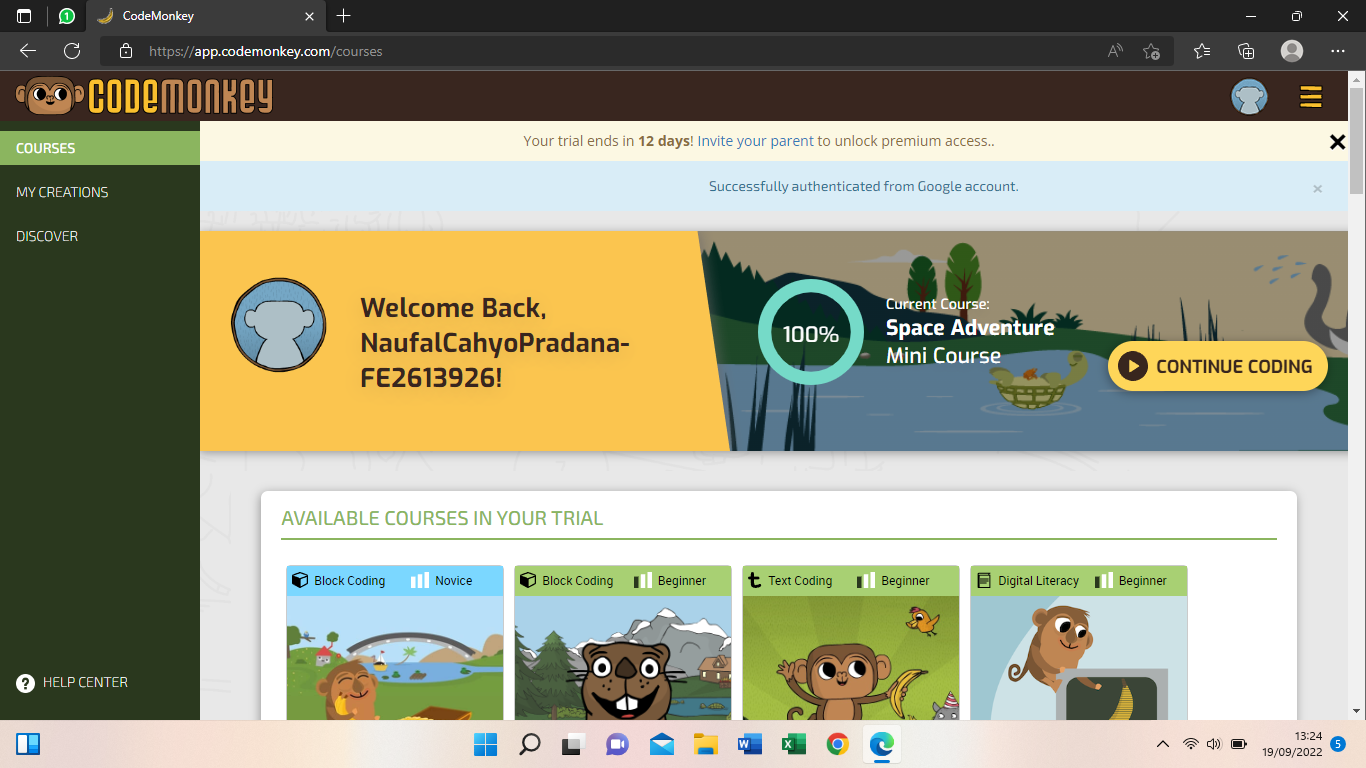 1
CodeMonkey
https://app.codemonkey.com/courses
CODEMONKEY
COURSES
MY CREATIONS
DISCOVER
HELP CENTER
Your trial ends in 12 days! Invite your parent to unlock premium access..
Successfully authenticated from Google account.
Welcome Back,
NaufalCahyoPradana-
FE2613926!
100%
Current Course:
Space Adventure
Mini Course
CONTINUE CODING
AVAILABLE COURSES IN YOUR TRIAL
Block Coding Novice
Block Coding Beginner
Text Coding Beginner
Digital Literacy Beginner
13:24
19/09/2022
5